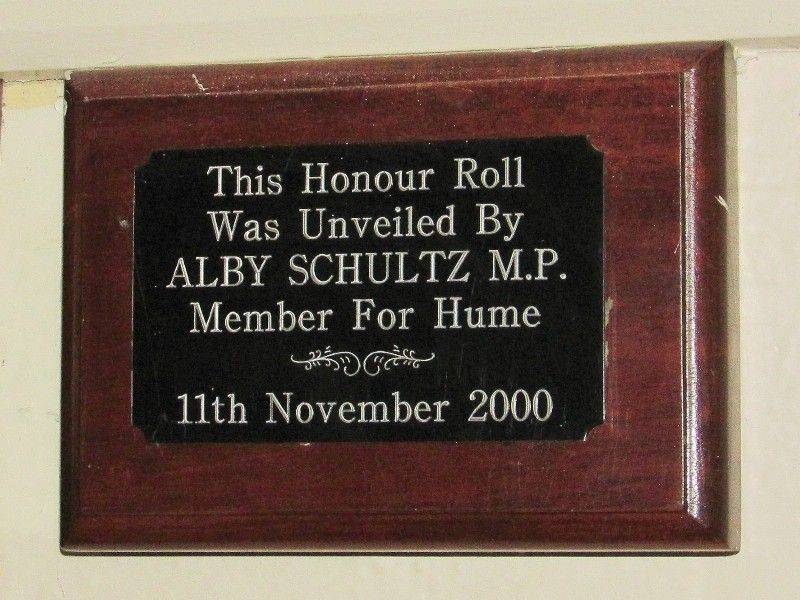 This Honour Roll
Was Unveiled By
ALBY SCHULTZ M.P.
Member For Hume
11th November 2000